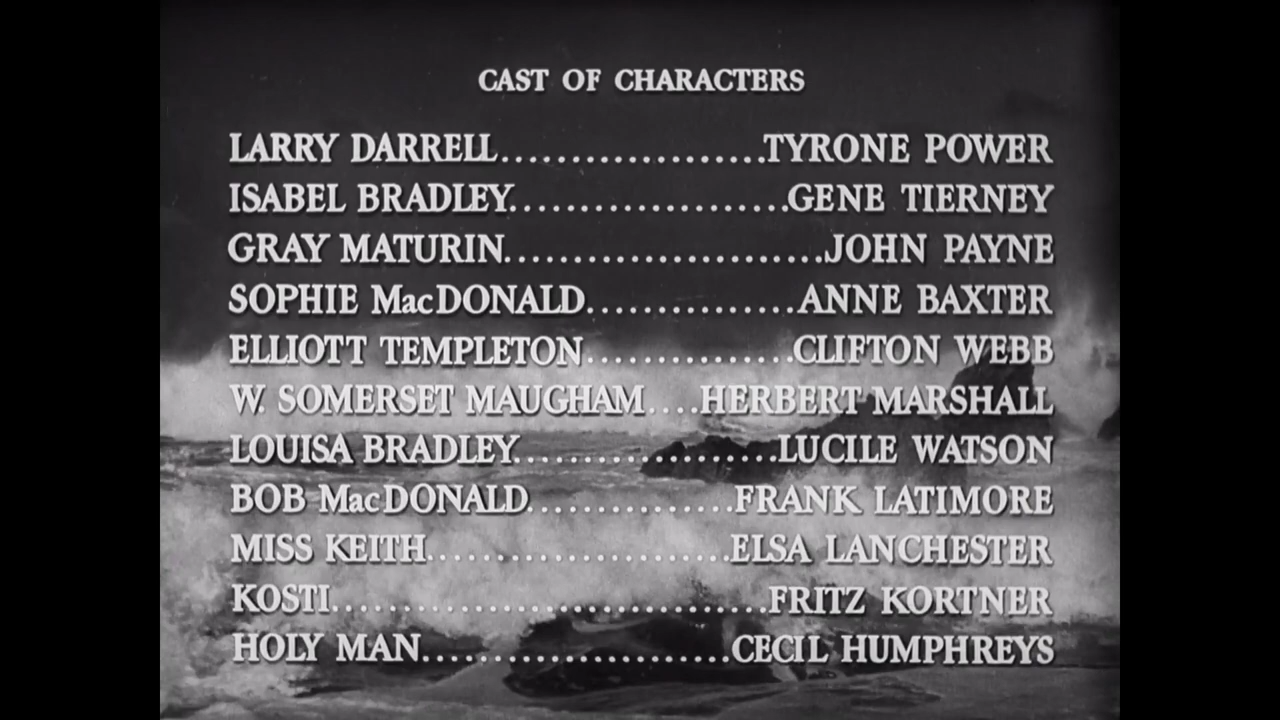 CAST OF CHARACTERS
LARRY DARRELL...................TYRONE POWER
ISABEL BRADLEY....................GENE TIERNEY
GRAY MATURIN.......................JOHN PAYNE
SOPHIE MacDONALD...............ANNE BAXTER
ELLIOTT TEMPLETON...............CLIFTON WEBB
W. SOMERSET MAUGHAM....HERBERT MARSHALL
LOUISA BRADLEY...................LUCILE WATSON
BOB MacDONALD...............FRANK LATIMORE
MISS KEITH......................ELSA LANCHESTER
KOSTI...............................FRITZ KORTNER
HOLY MAN......................CECIL HUMPHREYS